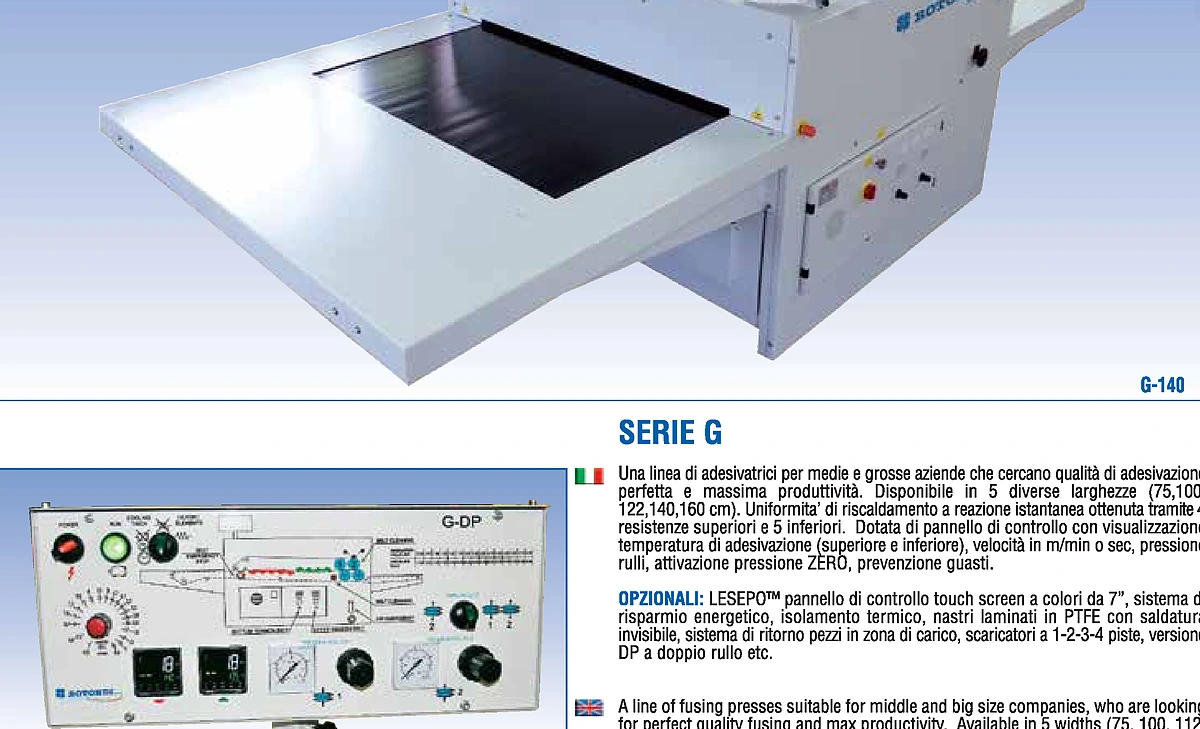 G-140
SERIE G
Una linea di adesivatrici per medie e grosse aziende che cercano qualità di adesivazione
perfetta e massima produttività. Disponibile in 5 diverse larghezze (75,100,
122,140,160 cm). Uniformita' di riscaldamento a reazione istantanea ottenuta tramite 4
resistenze superiori e 5 inferiori. Dotata di pannello di controllo con visualizzazione
temperatura di adesivazione (superiore e inferiore), velocità in m/min o sec, pressione
rulli, attivazione pressione ZERO, prevenzione guasti.
OPZIONALI: LESEPO™ pannello di controllo touch screen a colori da 7”, sistema d
risparmio energetico, isolamento termico, nastri laminati in PTFE con saldatura
invisibile, sistema di ritorno pezzi in zona di carico, scaricatori a 1-2-3-4 piste, versione
DP a doppio rullo etc.
A line of fusing presses suitable for middle and big size companies, who are looking
for perfect quality fusing and max productivity. Available in 5 widths (75, 100, 112,
G-DP
POWER
RUN
BELT CLEANING
1
2